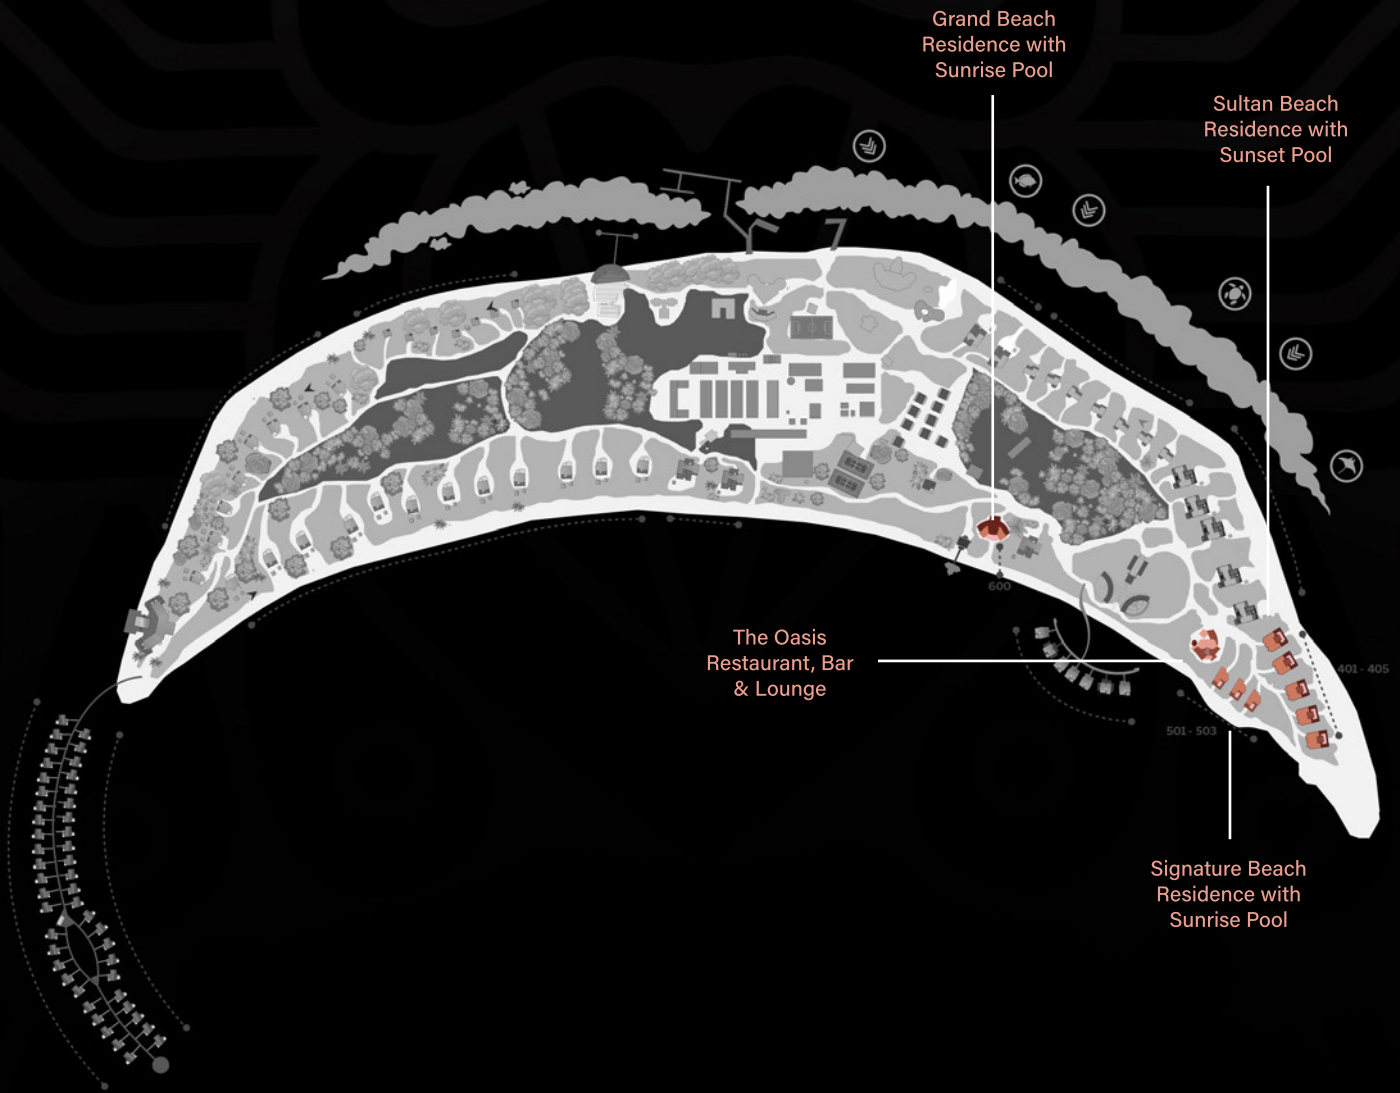 Grand Beach
Residence with
Sunrise Pool
Sultan Beach
Residence with
Sunset Pool
7
600
The Oasis
Restaurant, Bar
& Lounge
401 - 405
501 - 503
Signature Beach
Residence with
Sunrise Pool